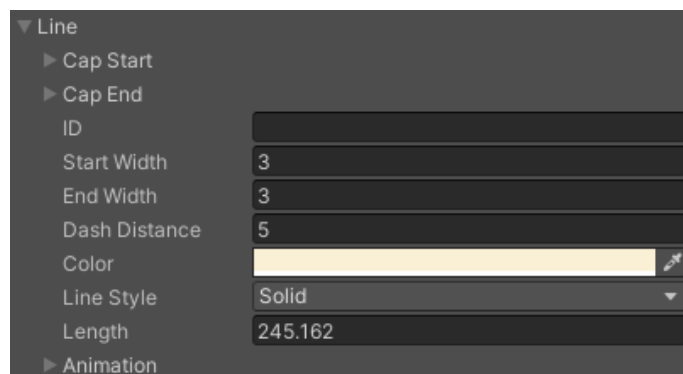 Line
Cap Start
Cap End
ID
Start Width 3
End Width 3
Dash Distance 5
Color
Line Style Solid
Length 245.162
Animation